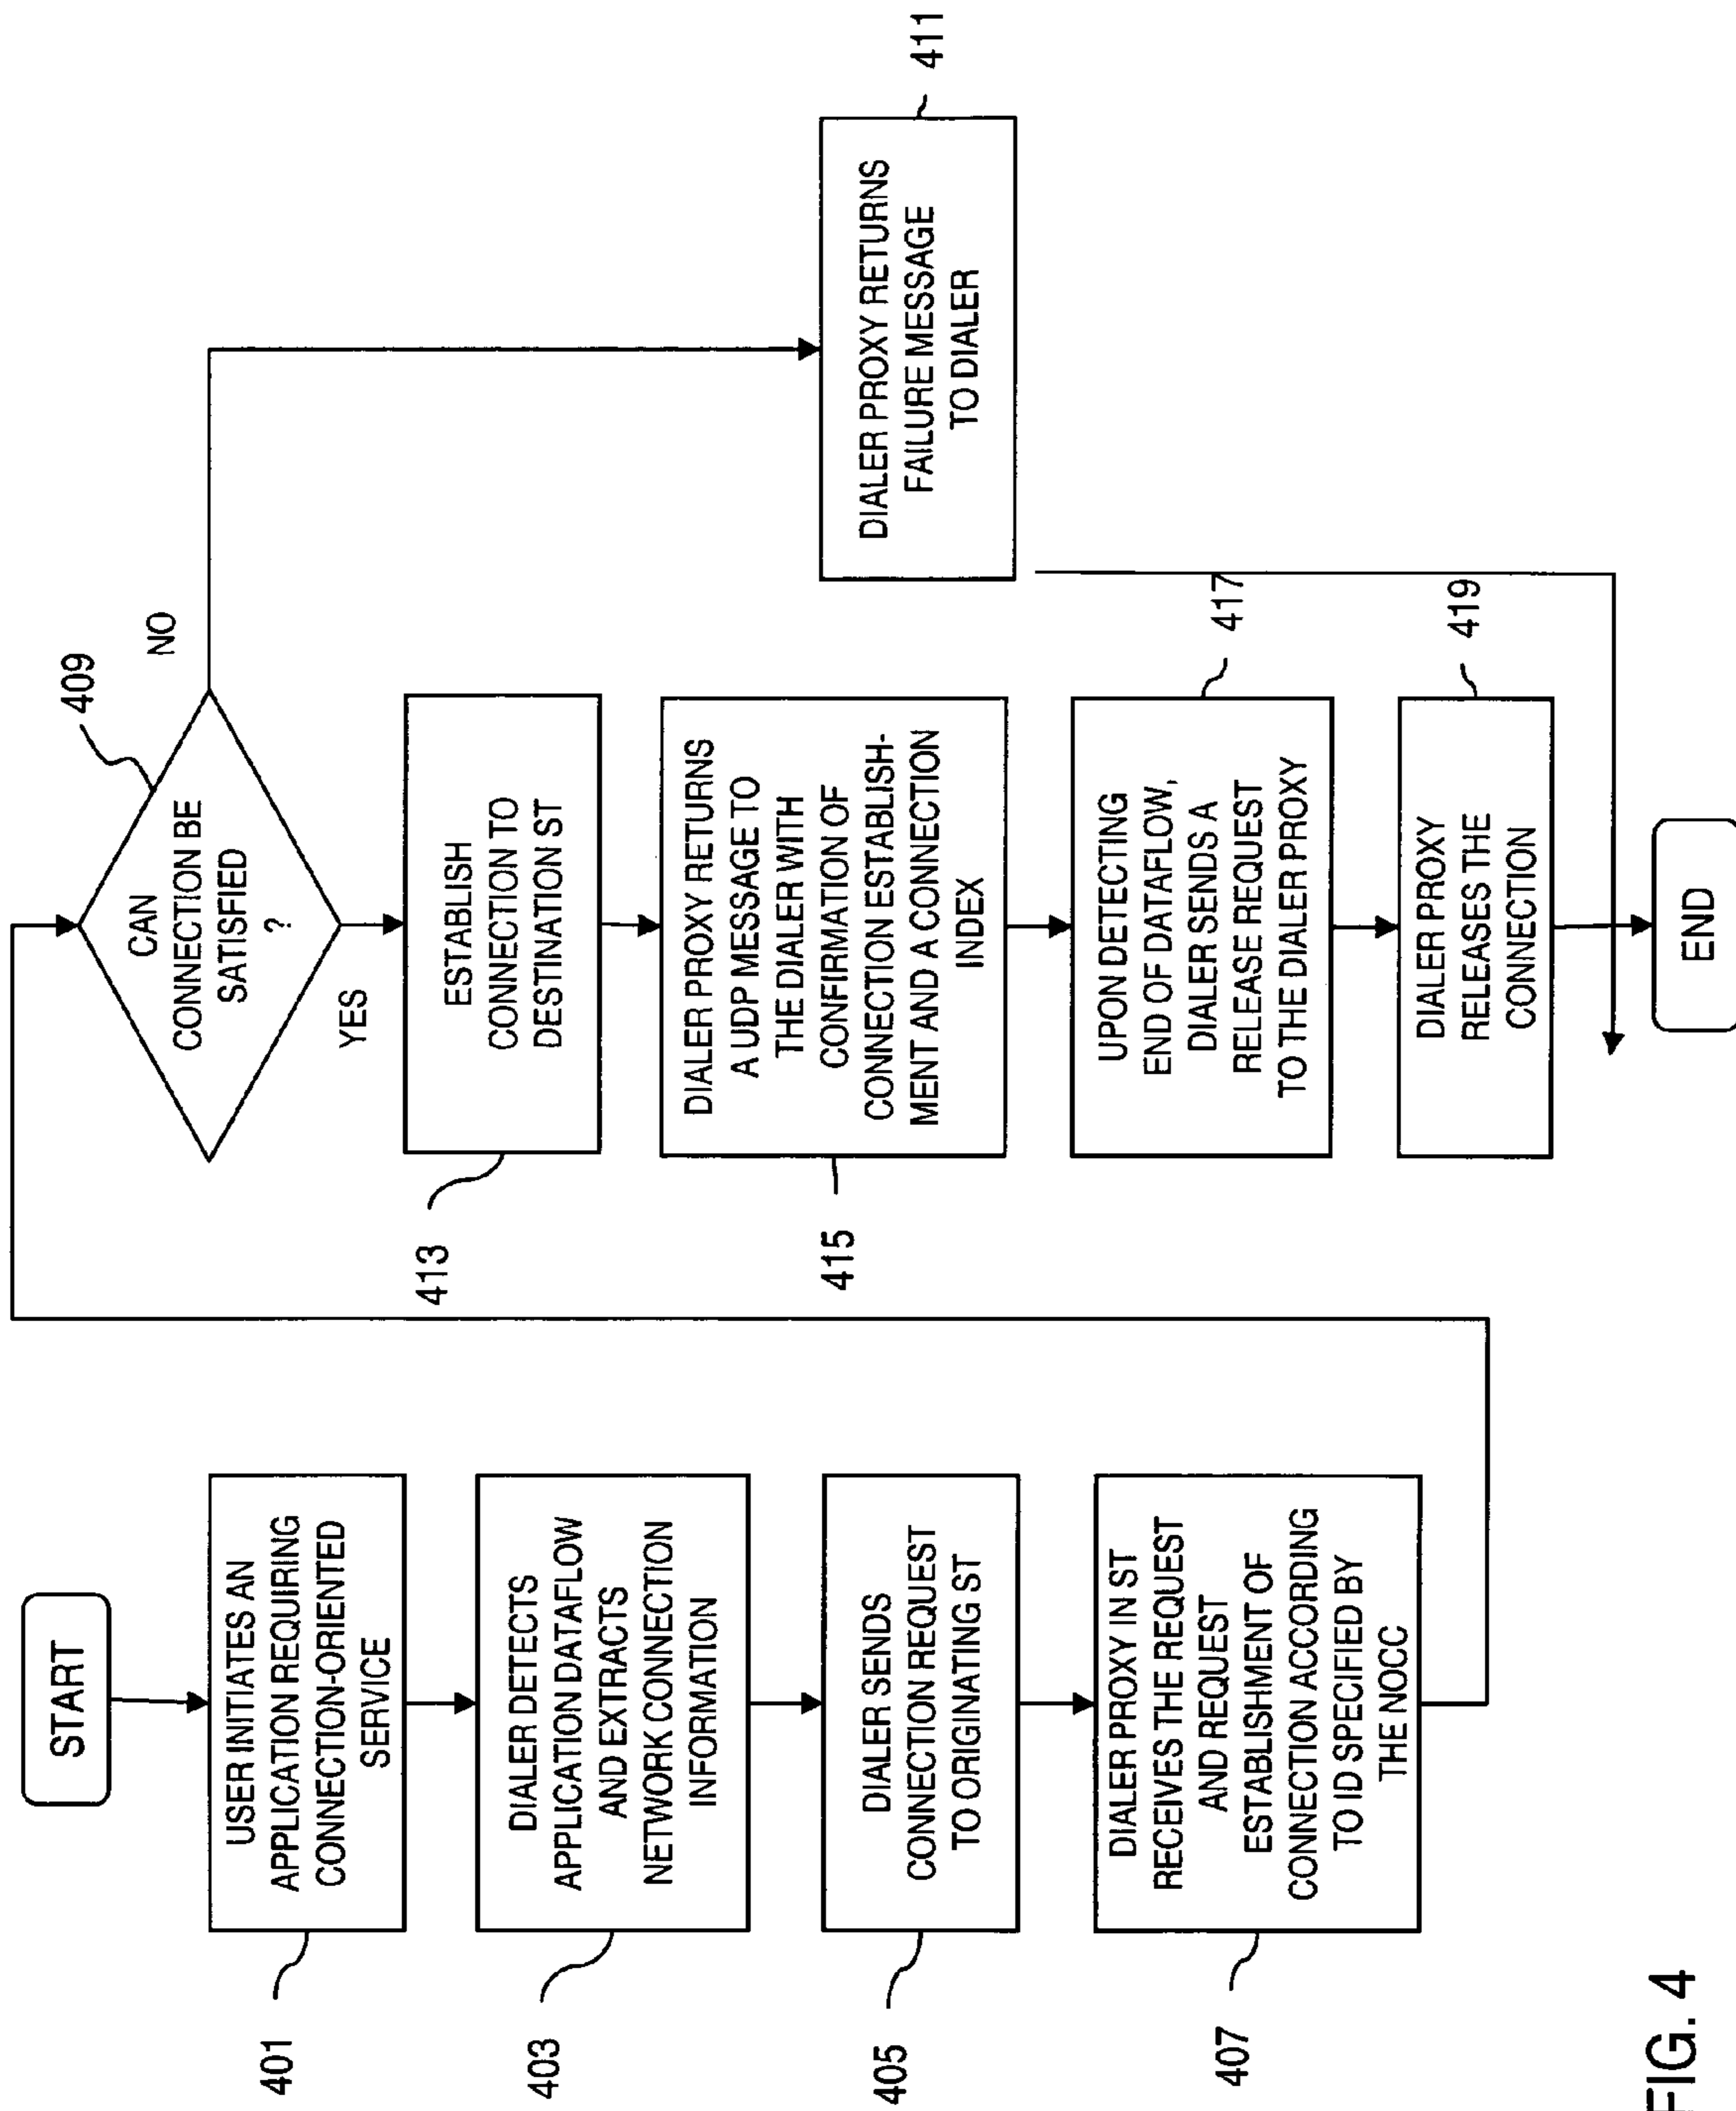 START
401
USER INITIATES AN
APPLICATION REQUIRING
CONNECTION-ORIENTED
SERVICE
403
DIALER DETECTS
APPLICATION DATAFLOW
AND EXTRACTS
NETWORK CONNECTION
INFORMATION
405
DIALER SENDS
CONNECTION REQUEST
TO ORIGINATING ST
407
DIALER PROXY IN ST
RECEIVES THE REQUEST
AND REQUEST
ESTABLISHMENT OF
CONNECTION ACCORDING
TO ID SPECIFIED BY
THE NOCC
409
CAN
CONNECTION BE
SATISFIED
?
NO
YES
411
DIALER PROXY RETURNS
FAILURE MESSAGE
TO DIALER
413
ESTABLISH
CONNECTION TO
DESTINATION ST
415
DIALER PROXY RETURNS
A UDP MESSAGE TO
THE DIALER WITH
CONFIRMATION OF
CONNECTION ESTABLISH-
MENT AND A CONNECTION
INDEX
417
UPON DETECTING
END OF DATAFLOW,
DIALER SENDS A
RELEASE REQUEST
TO THE DIALER PROXY
419
DIALER PROXY
RELEASES THE
CONNECTION
END
FIG. 4